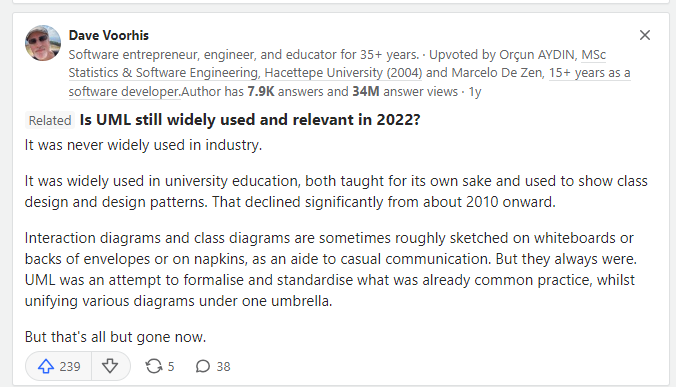 Dave Voorhis
Software entrepreneur, engineer, and educator for 35+ years. · Upvoted by Orçun AYDIN, MSc
Statistics & Software Engineering, Hacettepe University (2004) and Marcelo De Zen, 15+ years as a
software developer.Author has 7.9K answers and 34M answer views · 1y
Related Is UML still widely used and relevant in 2022?
It was never widely used in industry.
It was widely used in university education, both taught for its own sake and used to show class
design and design patterns. That declined significantly from about 2010 onward.
Interaction diagrams and class diagrams are sometimes roughly sketched on whiteboards or
backs of envelopes or on napkins, as an aide to casual communication. But they always were.
UML was an attempt to formalise and standardise what was already common practice, whilst
unifying various diagrams under one umbrella.
But that's all but gone now.
239 5 38